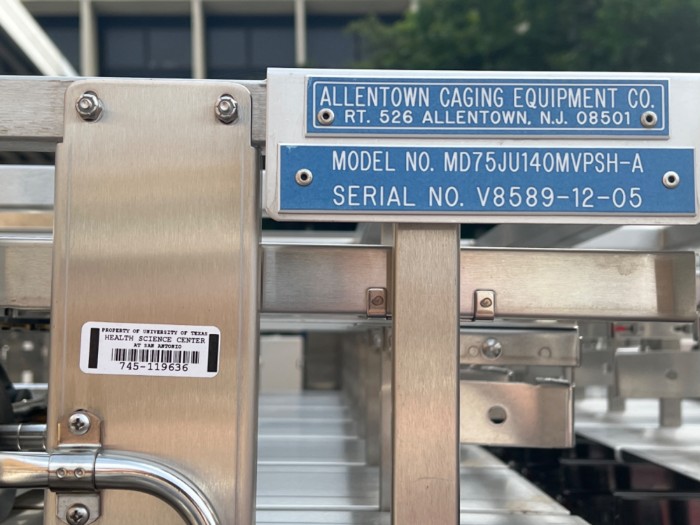 ALLENTOWN CAGING EQUIPMENT CO.
RT. 526 ALLENTOWN, N.J. 08501
MODEL NO. MD75JU140MVPSH-A
SERIAL NO. V8589-12-05
PROPERTY OF UNIVERSITY OF TEXAS
HEALTH SCIENCE CENTER
AT SAN ANTONIO
745-119636